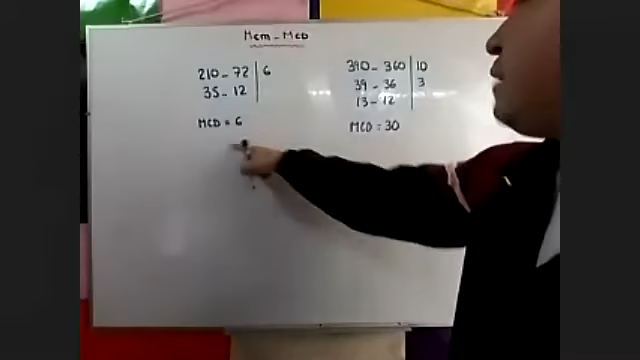 Mcm - MCD
210 - 72 | 6
35 - 12
MCD = 6
390 - 360 | 10
39 - 36 | 3
13 - 12
MCD = 30